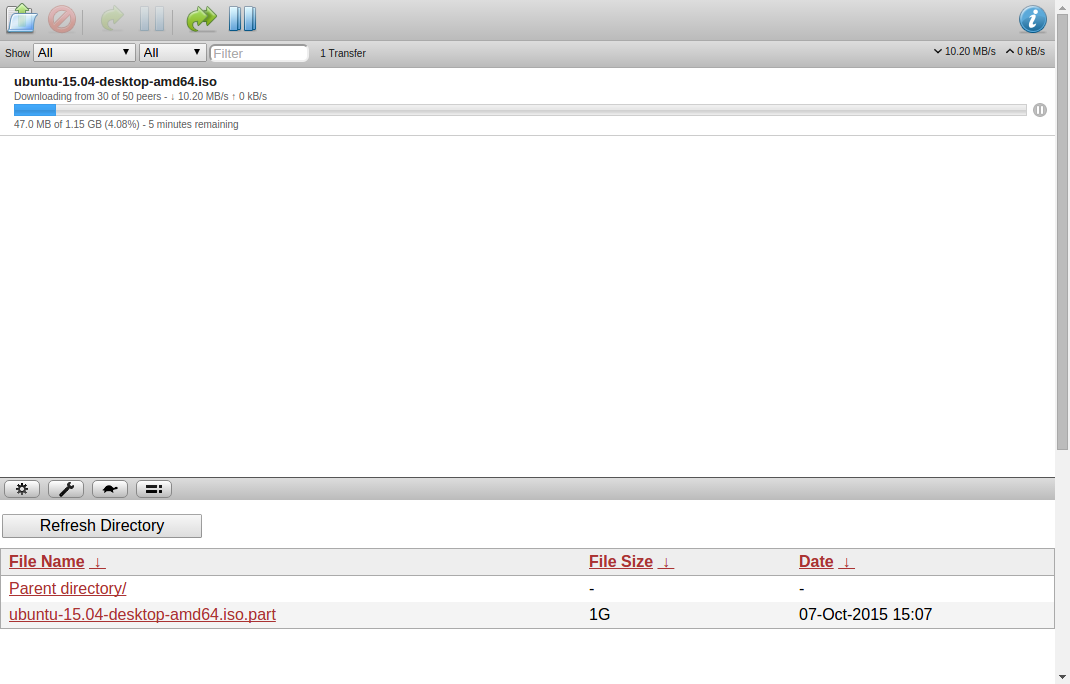 Show All All Filter 1 Transfer 10.20 MB/s 0 kB/s
ubuntu-15.04-desktop-amd64.iso
Downloading from 30 of 50 peers - ↓ 10.20 MB/s ↑ 0 kB/s
47.0 MB of 1.15 GB (4.08%) - 5 minutes remaining
Refresh Directory
File Name ↓ File Size ↓ Date ↓
Parent directory/ - -
ubuntu-15.04-desktop-amd64.iso.part 1G 07-Oct-2015 15:07